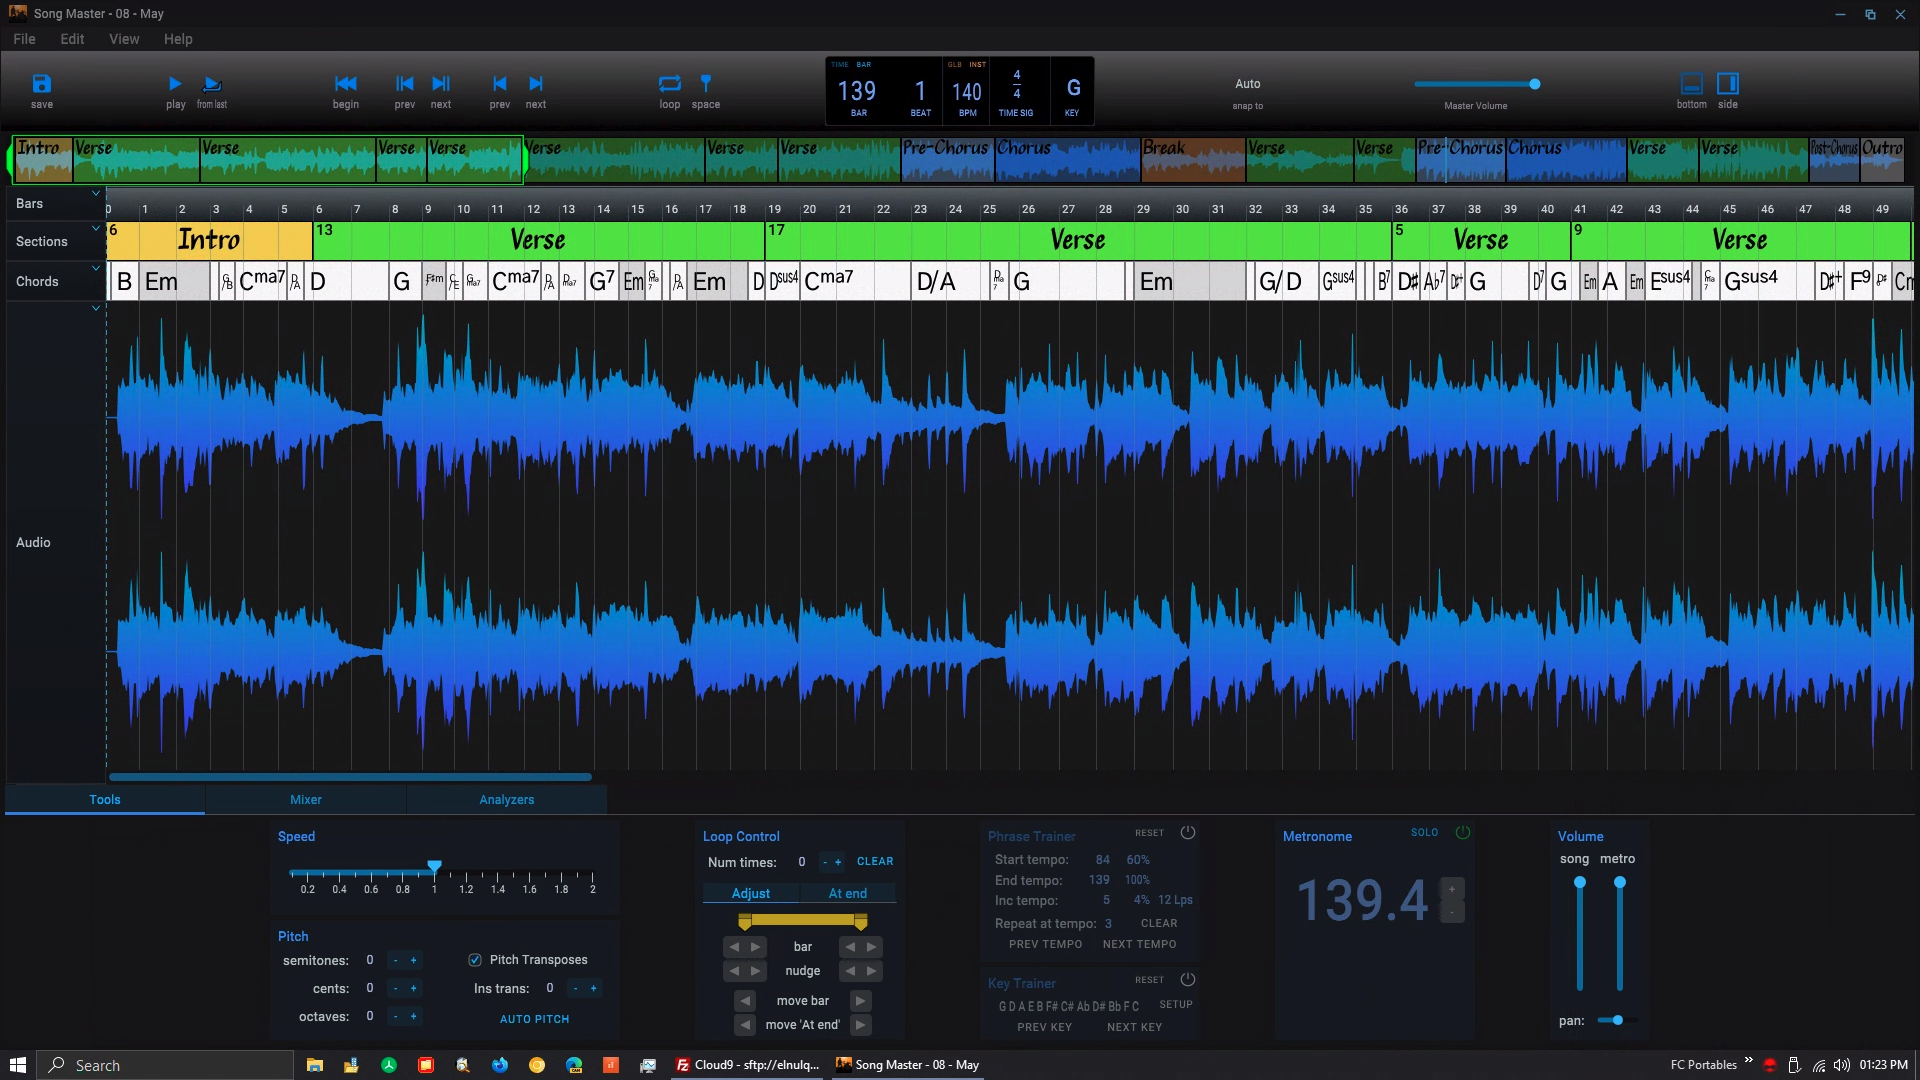 Song Master - 08 - May
File Edit View Help
TIME BAR GLB INST
139 1 140 4/4 G
BAR BEAT BPM TIME SIG KEY
Auto
save play from last begin prev next prev next loop space
snap to Master Volume bottom side
Intro Verse Verse Verse Verse Verse Verse Verse Pre-Chorus Chorus Break Verse Verse Pre-Chorus Chorus Verse Verse Post-Chorus Outro
Bars 0 1 2 3 4 5 6 7 8 9 10 11 12 13 14 15 16 17 18 19 20 21 22 23 24 25 26 27 28 29 30 31 32 33 34 35 36 37 38 39 40 41 42 43 44 45 46 47 48 49
Sections 6 Intro 13 Verse 17 Verse 5 Verse 9 Verse
Chords B Em G/B Cma7 D/A D G F#m C/E Gma7 Cma7 D/A Dma7 G7 Em Gma7 D/A Em D Dsus4 Cma7 D/A Dma7 G Em G/D Gsus4 B7 D# Ab7 D#+ G D7 G Em A Em Esus4 Cma7 Gsus4 D#+ F9 D# Cm
Audio
Tools Mixer Analyzers
Speed
0.2 0.4 0.6 0.8 1 1.2 1.4 1.6 1.8 2
Pitch
semitones: 0 - +
Pitch Transposes
cents: 0 - +
Ins trans: 0 - +
octaves: 0 - +
AUTO PITCH
Loop Control
Num times: 0 - + CLEAR
Adjust At end
bar
nudge
move bar
move 'At end'
Phrase Trainer RESET
Start tempo: 84 60%
End tempo: 139 100%
Inc tempo: 5 4% 12 Lps
Repeat at tempo: 3 CLEAR
PREV TEMPO NEXT TEMPO
Key Trainer RESET
G D A E B F# C# Ab D# Bb F C SETUP
PREV KEY NEXT KEY
Metronome SOLO
139.4 + -
Volume
song metro
pan:
Search
Cloud9 - sftp://elnulq...
Song Master - 08 - May
FC Portables
01:23 PM